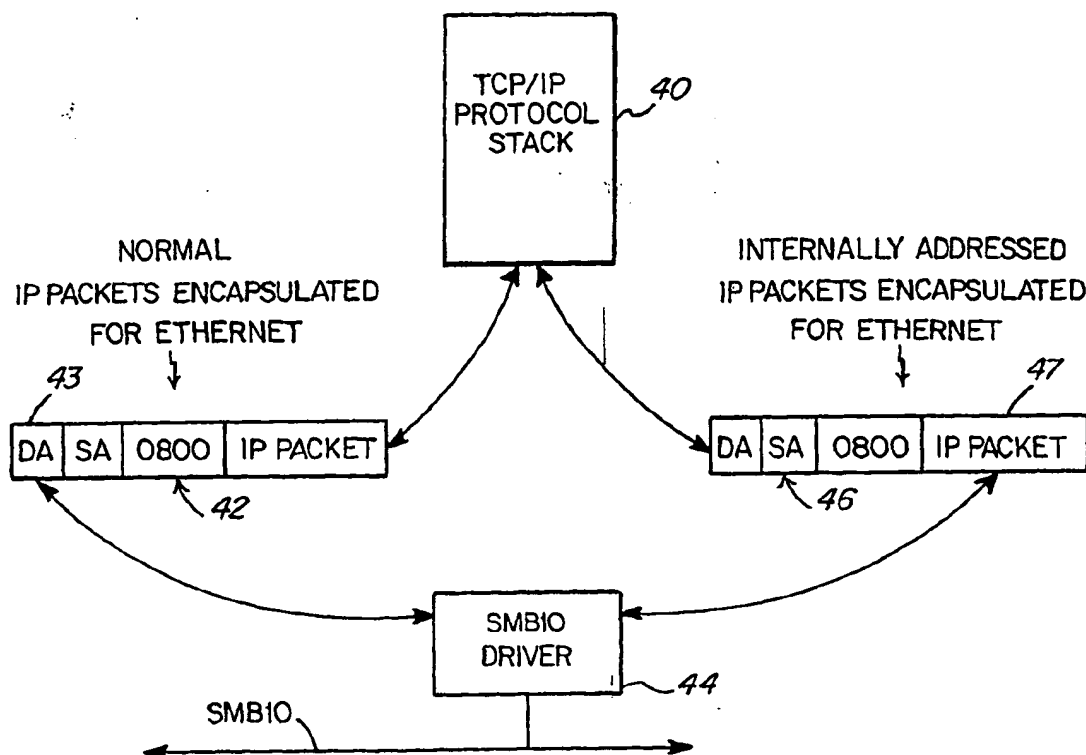 TCP/IP
PROTOCOL
STACK
40
NORMAL
IP PACKETS ENCAPSULATED
FOR ETHERNET
INTERNALLY ADDRESSED
IP PACKETS ENCAPSULATED
FOR ETHERNET
43
DA SA 0800 IP PACKET
42
47
DA SA 0800 IP PACKET
46
SMB10
DRIVER
44
SMB10